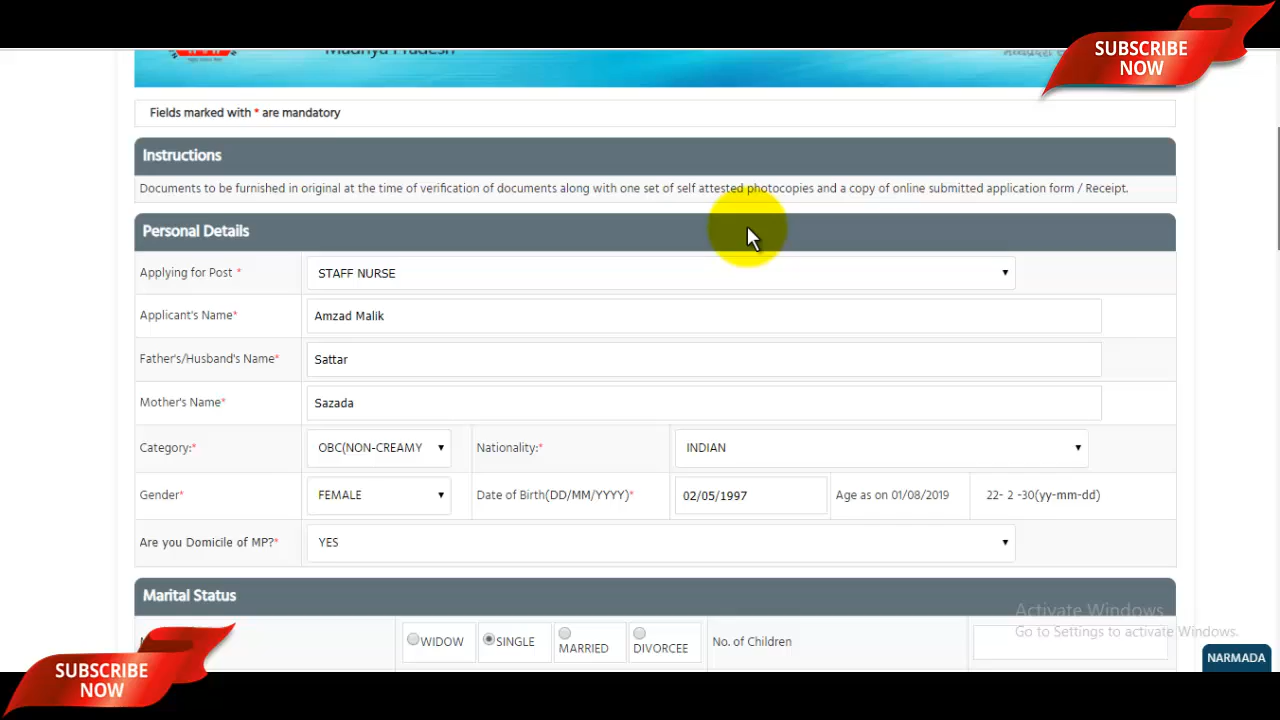 Madhya Pradesh
SUBSCRIBE
NOW
Fields marked with * are mandatory
Instructions
Documents to be furnished in original at the time of verification of documents along with one set of self attested photocopies and a copy of online submitted application form / Receipt.
Personal Details
Applying for Post * STAFF NURSE
Applicant's Name* Amzad Malik
Father's/Husband's Name* Sattar
Mother's Name* Sazada
Category:* OBC(NON-CREAMY Nationality:* INDIAN
Gender* FEMALE Date of Birth(DD/MM/YYYY)* 02/05/1997 Age as on 01/08/2019 22- 2 -30(yy-mm-dd)
Are you Domicile of MP?* YES
Marital Status
WIDOW SINGLE MARRIED DIVORCEE No. of Children
Activate Windows
Go to Settings to activate Windows.
NARMADA
SUBSCRIBE
NOW